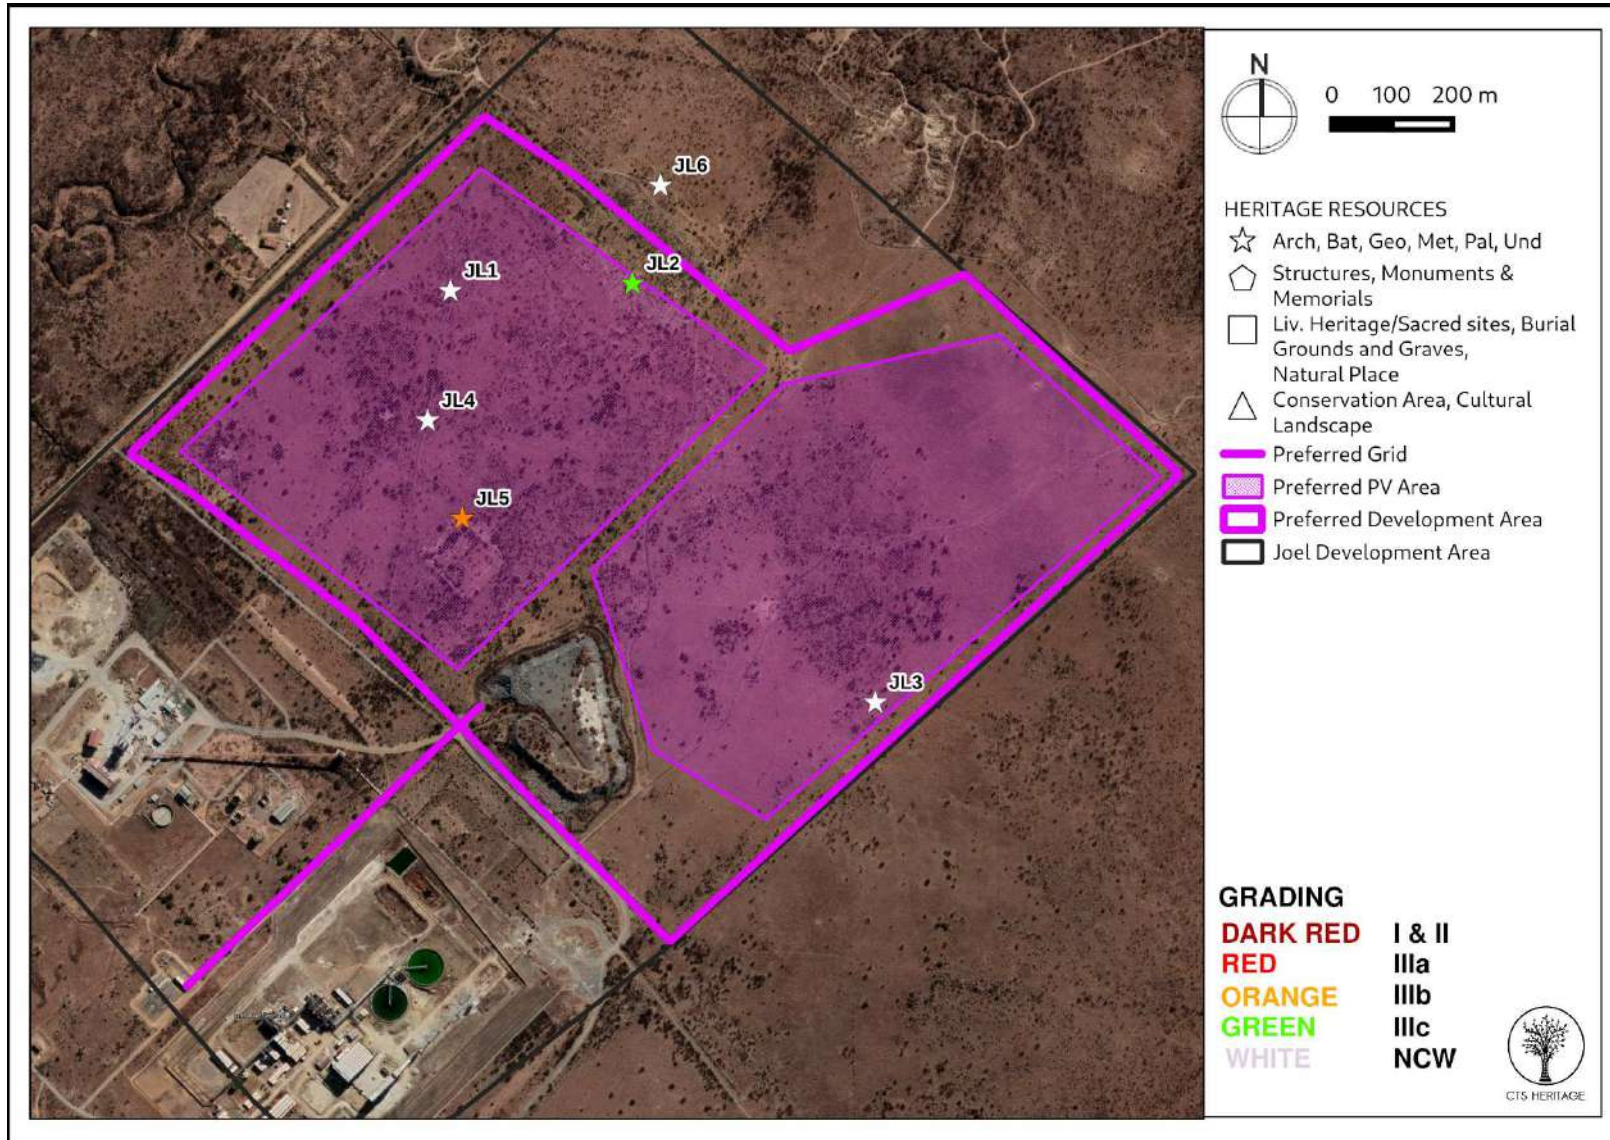 N
0 100 200 m
JL6
JL2
JL1
JL4
JL5
JL3
HERITAGE RESOURCES
Arch, Bat, Geo, Met, Pal, Und
Structures, Monuments &
Memorials
Liv. Heritage/Sacred sites, Burial
Grounds and Graves,
Natural Place
Conservation Area, Cultural
Landscape
Preferred Grid
Preferred PV Area
Preferred Development Area
Joel Development Area
GRADING
DARK RED I & II
RED IIIa
ORANGE IIIb
GREEN IIIc
WHITE NCW
CTS HERITAGE